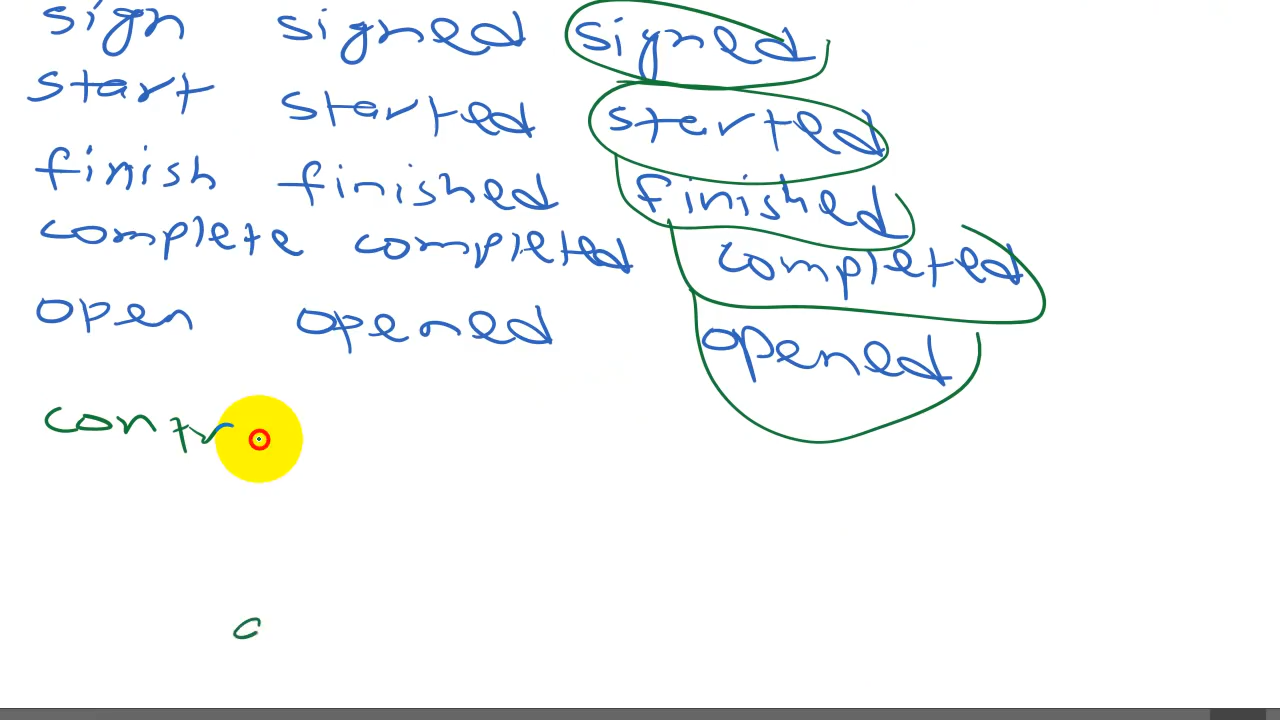 sign signed signed
start started started
finish finished finished
complete completed completed
open opened opened
contr
c